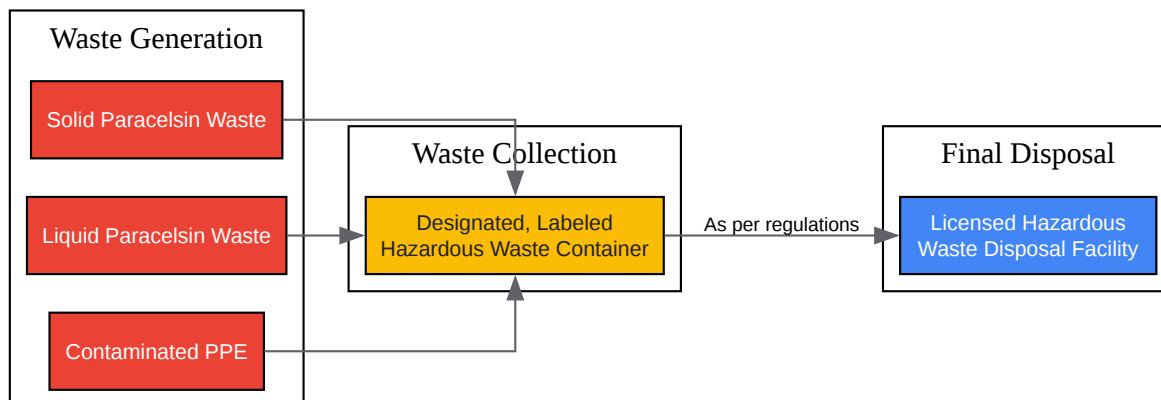 Waste Generation
Solid Paracelsin Waste
Liquid Paracelsin Waste
Contaminated PPE
Waste Collection
Designated, Labeled
Hazardous Waste Container
As per regulations
Final Disposal
Licensed Hazardous
Waste Disposal Facility